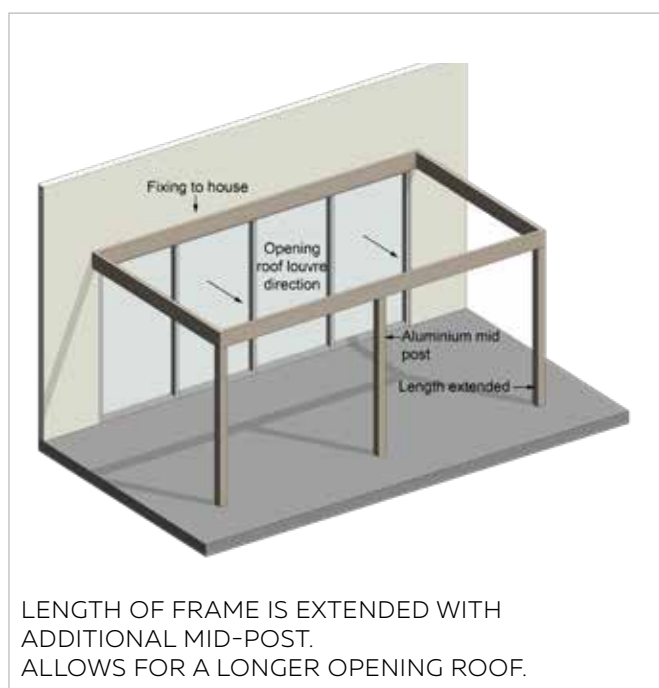 Fixing to house
Opening
roof louvre
direction
Aluminium mid
post
Length extended
LENGTH OF FRAME IS EXTENDED WITH
ADDITIONAL MID-POST.
ALLOWS FOR A LONGER OPENING ROOF.